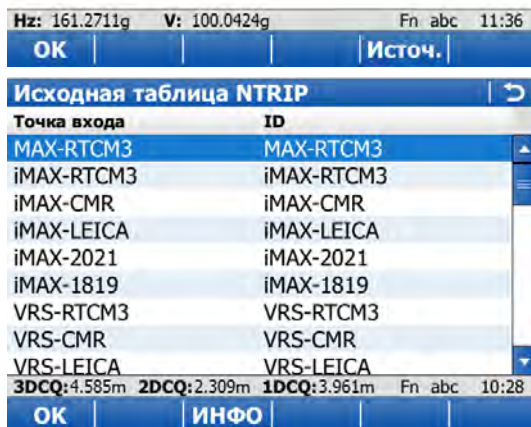 Hz: 161.2711g V: 100.0424g Fn abc 11:36
ОК Источ.
Исходная таблица NTRIP
Точка входа ID
MAX-RTCM3 MAX-RTCM3
iMAX-RTCM3 iMAX-RTCM3
iMAX-CMR iMAX-CMR
iMAX-LEICA iMAX-LEICA
iMAX-2021 iMAX-2021
iMAX-1819 iMAX-1819
VRS-RTCM3 VRS-RTCM3
VRS-CMR VRS-CMR
VRS-LEICA VRS-LEICA
3DCQ:4.585m 2DCQ:2.309m 1DCQ:3.961m Fn abc 10:28
ОК ИНФО